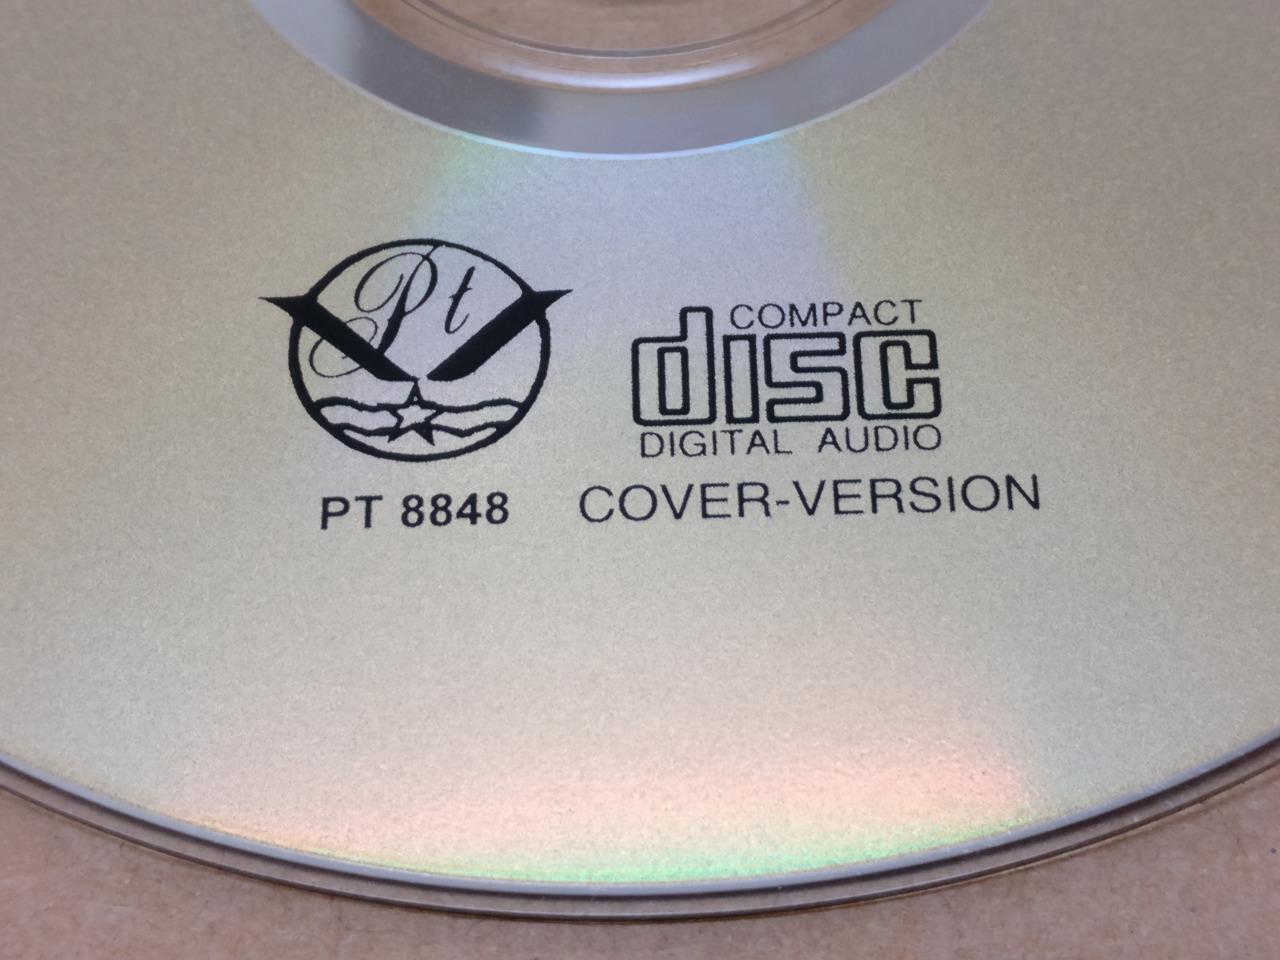 Pt
COMPACT
disc
DIGITAL AUDIO
PT 8848
COVER-VERSION